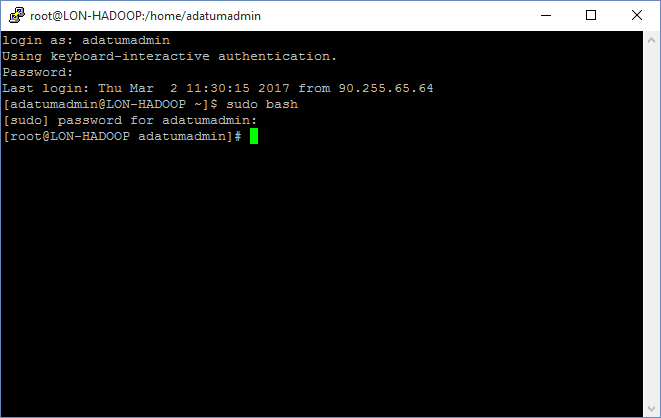 root@LON-HADOOP:/home/adatumadmin
login as: adatumadmin
Using keyboard-interactive authentication.
Password:
Last login: Thu Mar  2 11:30:15 2017 from 90.255.65.64
[adatumadmin@LON-HADOOP ~]$ sudo bash
[sudo] password for adatumadmin:
[root@LON-HADOOP adatumadmin]#